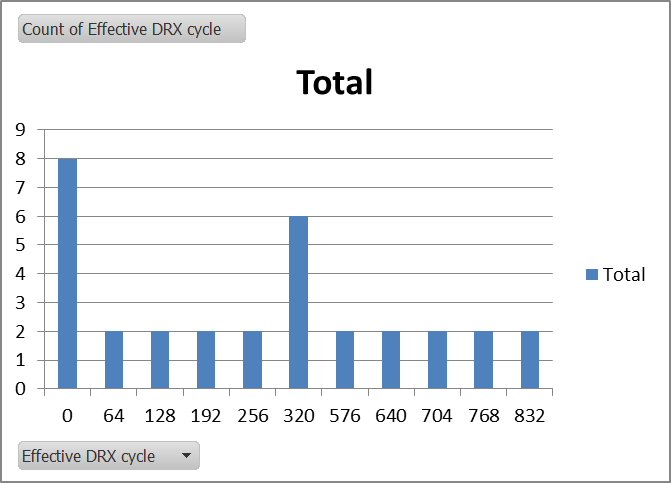 Count of Effective DRX cycle
Total
9
8
7
6
5
4
3
2
1
0
Total
0 64 128 192 256 320 576 640 704 768 832
Effective DRX cycle